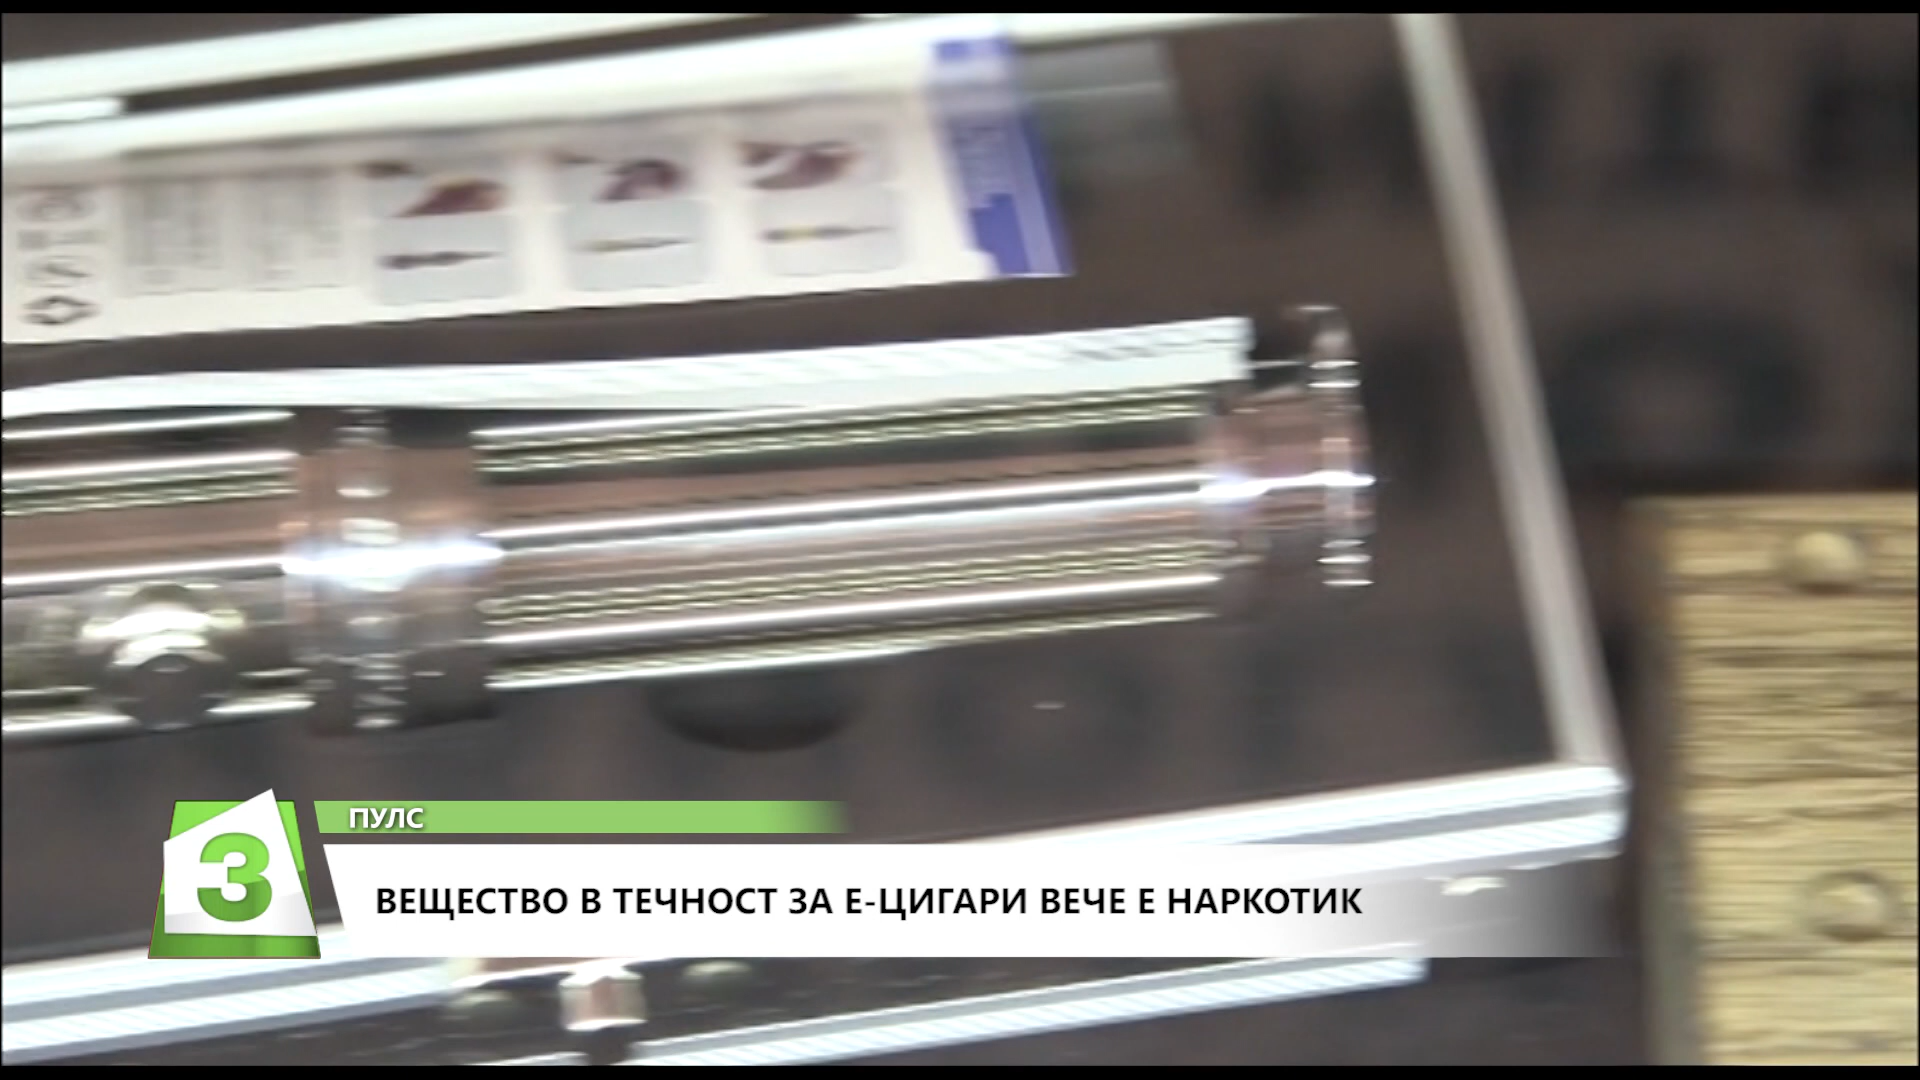 ПУЛС
3
ВЕЩЕСТВО В ТЕЧНОСТ ЗА Е-ЦИГАРИ ВЕЧЕ Е НАРКОТИК